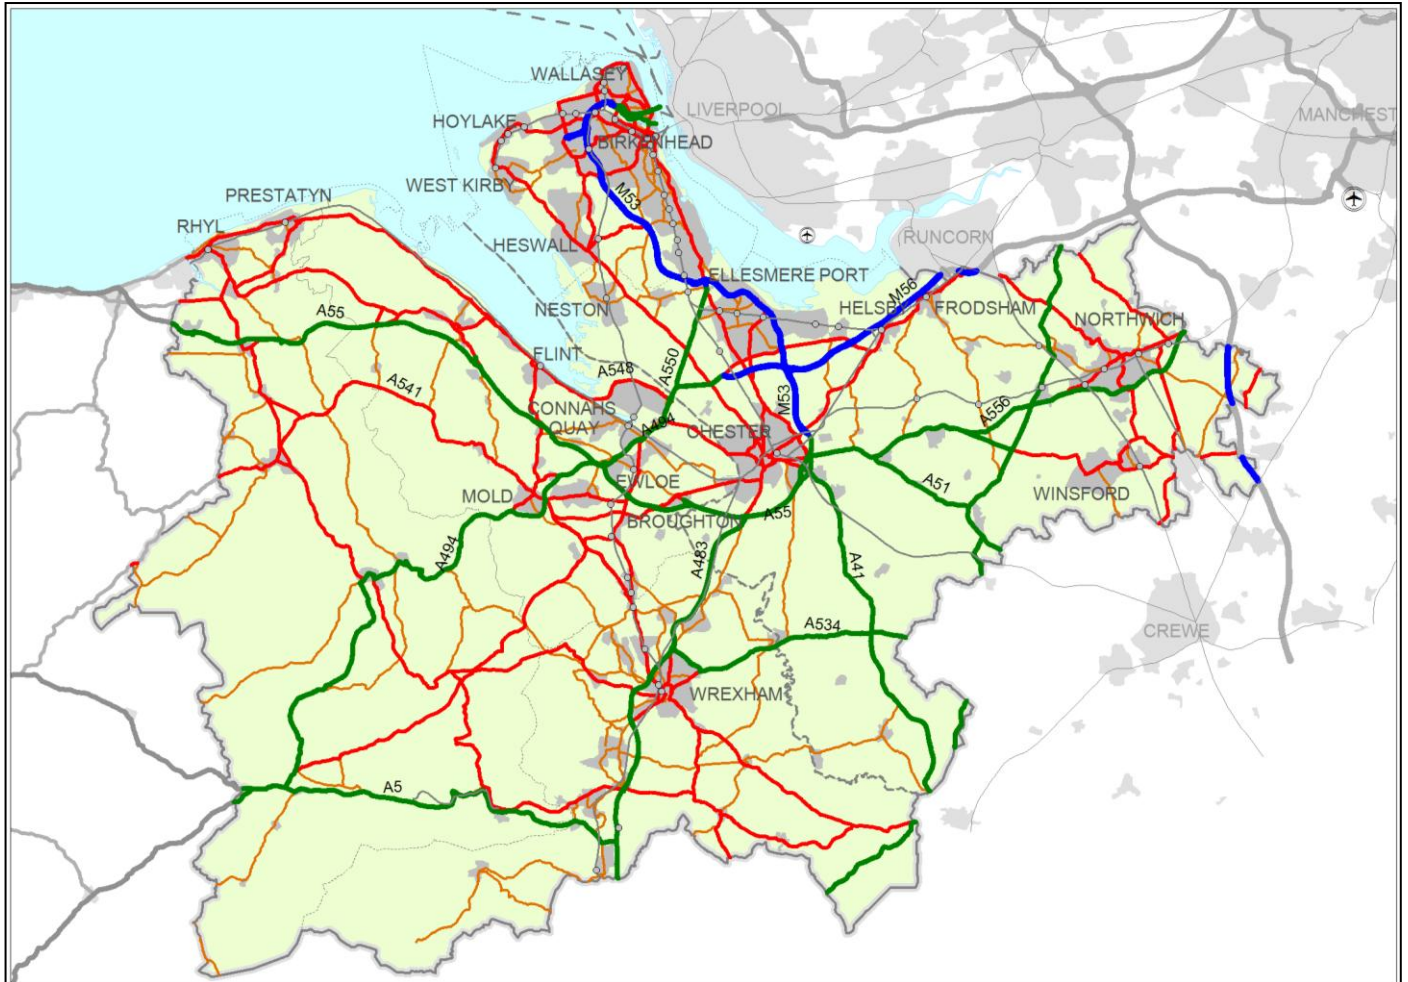 WALLASEY
LIVERPOOL
MANCHEST
HOYLAKE
BIRKENHEAD
WEST KIRBY
PRESTATYN
M53
RHYL
HESWALL
RUNCORN
ELLESMERE PORT
NESTON
M56
HELSBY
FRODSHAM
A55
NORTHWICH
FLINT
A548
A550
A541
M53
CONNAHS
QUAY
A494
CHESTER
A556
EWLOE
A51
MOLD
WINSFORD
BROUGHTON
A55
A494
A483
A41
A534
CREWE
WREXHAM
A5